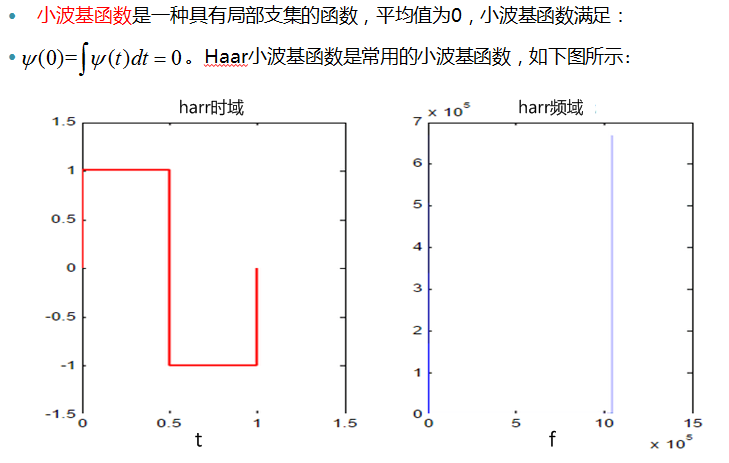 • 小波基函数是一种具有局部支集的函数，平均值为0，小波基函数满足：
• ψ(0)=∫ψ(t)dt = 0。Haar小波基函数是常用的小波基函数，如下图所示：
harr时域
1.5
1
0.5
0
-0.5
-1
-1.5
0 0.5 1 1.5
t
harr频域
7 × 10⁵
6
5
4
3
2
1
0
0 5 10 15
× 10⁵
f